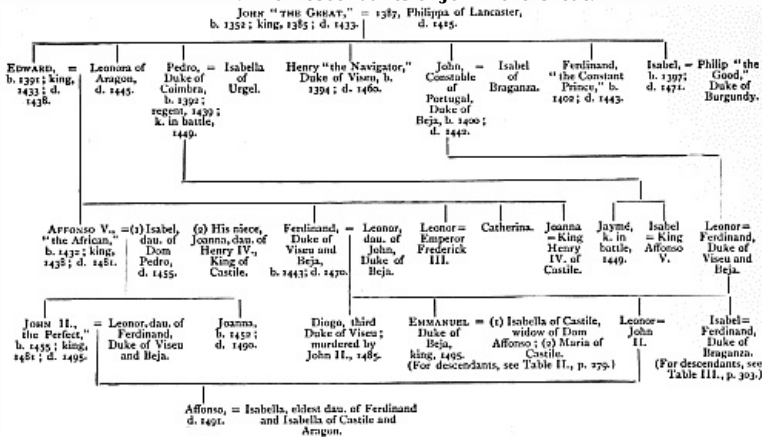 JOHN "THE GREAT," = 1387, Philippa of Lancaster,
b. 1352; king, 1385; d. 1433. d. 1415.
EDWARD, =
b. 1391; king,
1433; d.
1438.
Leonora of
Aragon,
d. 1445.
Pedro, =
Duke of
Coimbra,
b. 1392;
regent, 1439;
k. in battle,
1449.
Isabella
of
Urgel.
Henry "the Navigator,"
Duke of Viseu, b.
1394; d. 1460.
John, =
Constable
of
Portugal,
Duke of
Beja, b. 1400;
d. 1442.
Isabel
of
Braganza.
Ferdinand,
"the Constant
Prince," b.
1402; d. 1443.
Isabel, =
b. 1397;
d. 1471.
Philip "the
Good,"
Duke of
Burgundy.
AFFONSO V.,
"the African,"
b. 1432; king,
1438; d. 1481.
=(1) Isabel,
dau. of
Dom
Pedro,
d. 1455.
(2) His niece,
Joanna, dau. of
Henry IV.,
King of
Castile.
Ferdinand, =
Duke of
Viseu and
Beja,
b. 1443; d. 1470.
Leonor,
dau. of
John,
Duke of
Beja.
Leonor=
Emperor
Frederick
III.
Catherina.
Joanna
=King
Henry
IV. of
Castile.
Jaymé,
k. in
battle,
1449.
Isabel
= King
Affonso
V.
Leonor=
Ferdinand,
Duke of
Viseu and
Beja.
JOHN II.,
the Perfect,"
b. 1455; king,
1481; d. 1495.
= Leonor, dau. of
Ferdinand,
Duke of Viseu
and Beja.
Joanna,
b. 1452;
d. 1490.
Diogo, third
Duke of Viseu;
murdered by
John II., 1485.
EMMANUEL =
Duke of
Beja,
king, 1495.
(1) Isabella of Castile,
widow of Dom
Affonso; (2) Maria of
Castile.
(For descendants, see Table II., p. 279.)
Leonor=
John
II.
Isabel=
Ferdinand,
Duke of
Braganza.
(For descendants, see
Table III., p. 303.)
Affonso, = Isabella, eldest dau. of Ferdinand
d. 1491. and Isabella of Castile and
Aragon.